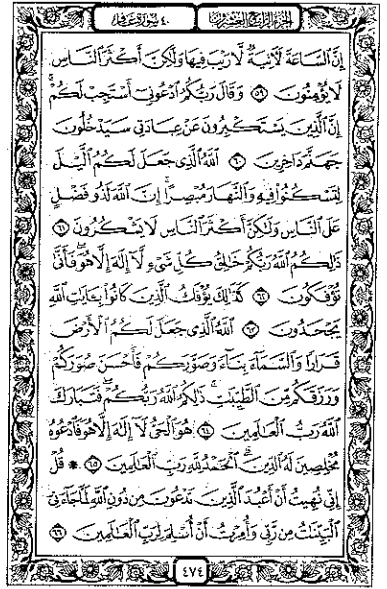 الجزء الرابع والعشرون
٤٠ سورة غافر
إِنَّ ٱلسَّاعَةَ لَـَٔاتِيَةٌ لَّا رَيْبَ فِيهَا وَلَٰكِنَّ أَكْثَرَ ٱلنَّاسِ
لَا يُؤْمِنُونَ ٥٩ وَقَالَ رَبُّكُمُ ٱدْعُونِىٓ أَسْتَجِبْ لَكُمْ ۚ
إِنَّ ٱلَّذِينَ يَسْتَكْبِرُونَ عَنْ عِبَادَتِى سَيَدْخُلُونَ
جَهَنَّمَ دَاخِرِينَ ٦٠ ٱللَّهُ ٱلَّذِى جَعَلَ لَكُمُ ٱلَّيْلَ
لِتَسْكُنُوا۟ فِيهِ وَٱلنَّهَارَ مُبْصِرًا ۚ إِنَّ ٱللَّهَ لَذُو فَضْلٍ
عَلَى ٱلنَّاسِ وَلَٰكِنَّ أَكْثَرَ ٱلنَّاسِ لَا يَشْكُرُونَ ٦١
ذَٰلِكُمُ ٱللَّهُ رَبُّكُمْ خَٰلِقُ كُلِّ شَىْءٍ لَّآ إِلَٰهَ إِلَّا هُوَ ۖ فَأَنَّىٰ
تُؤْفَكُونَ ٦٢ كَذَٰلِكَ يُؤْفَكُ ٱلَّذِينَ كَانُوا۟ بِـَٔايَٰتِ ٱللَّهِ
يَجْحَدُونَ ٦٣ ٱللَّهُ ٱلَّذِى جَعَلَ لَكُمُ ٱلْأَرْضَ
قَرَارًا وَٱلسَّمَآءَ بِنَآءً وَصَوَّرَكُمْ فَأَحْسَنَ صُوَرَكُمْ
وَرَزَقَكُم مِّنَ ٱلطَّيِّبَٰتِ ۚ ذَٰلِكُمُ ٱللَّهُ رَبُّكُمْ ۖ فَتَبَارَكَ
ٱللَّهُ رَبُّ ٱلْعَٰلَمِينَ ٦٤ هُوَ ٱلْحَىُّ لَآ إِلَٰهَ إِلَّا هُوَ فَٱدْعُوهُ
مُخْلِصِينَ لَهُ ٱلدِّينَ ۗ ٱلْحَمْدُ لِلَّهِ رَبِّ ٱلْعَٰلَمِينَ ٦٥ ۞ قُلْ
إِنِّى نُهِيتُ أَنْ أَعْبُدَ ٱلَّذِينَ تَدْعُونَ مِن دُونِ ٱللَّهِ لَمَّا جَآءَنِىَ
ٱلْبَيِّنَٰتُ مِن رَّبِّى وَأُمِرْتُ أَنْ أُسْلِمَ لِرَبِّ ٱلْعَٰلَمِينَ ٦٦
٤٧٤